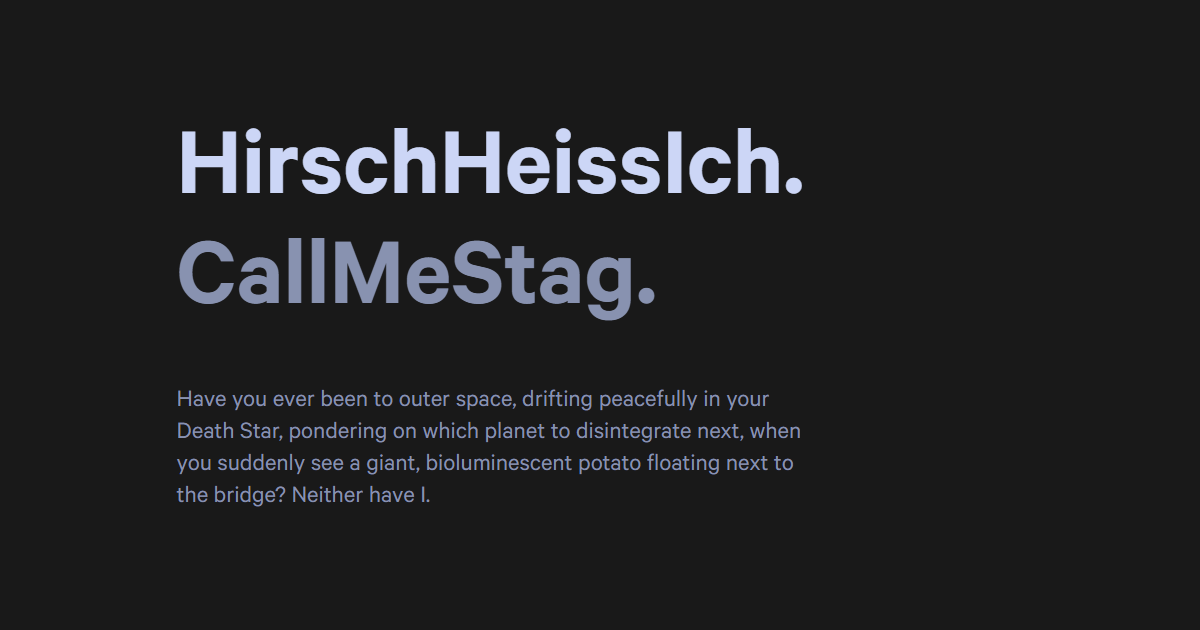 HirschHeissIch.
CallMeStag.
Have you ever been to outer space, drifting peacefully in your
Death Star, pondering on which planet to disintegrate next, when
you suddenly see a giant, bioluminescent potato floating next to
the bridge? Neither have I.